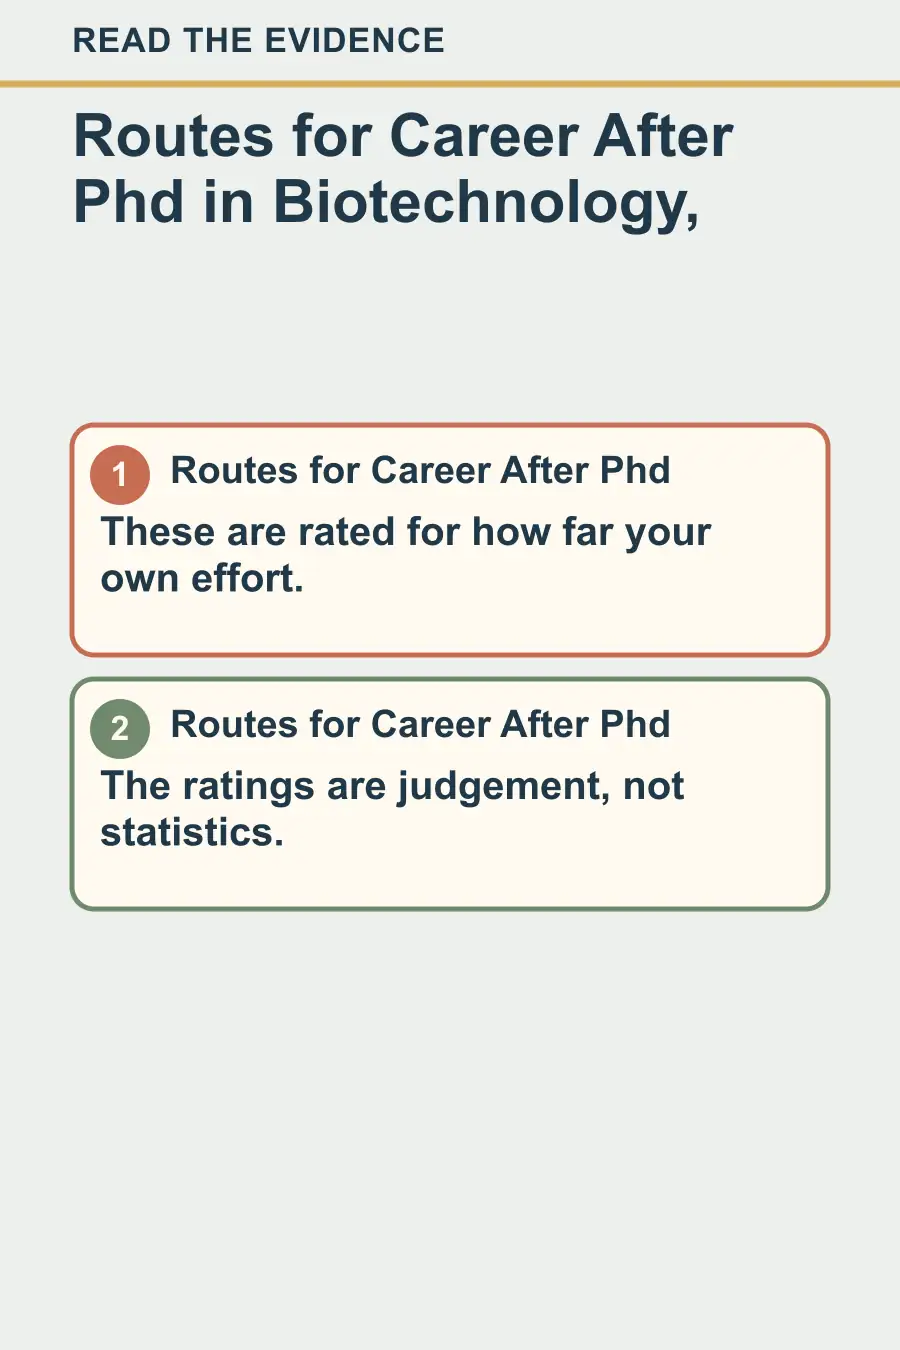 READ THE EVIDENCE
Routes for Career After
Phd in Biotechnology,
1
Routes for Career After Phd
These are rated for how far your
own effort.
2
Routes for Career After Phd
The ratings are judgement, not
statistics.